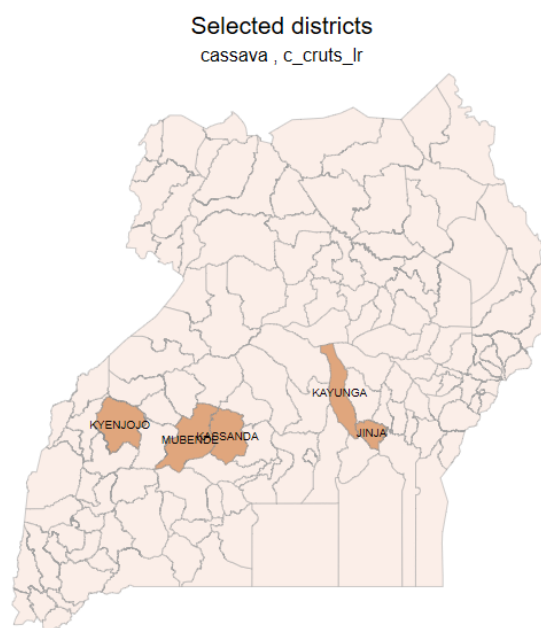 Selected districts
cassava , c_cruts_lr
KAYUNGA
KYENJOJO
JINJA
MUBENDE
KASSANDA